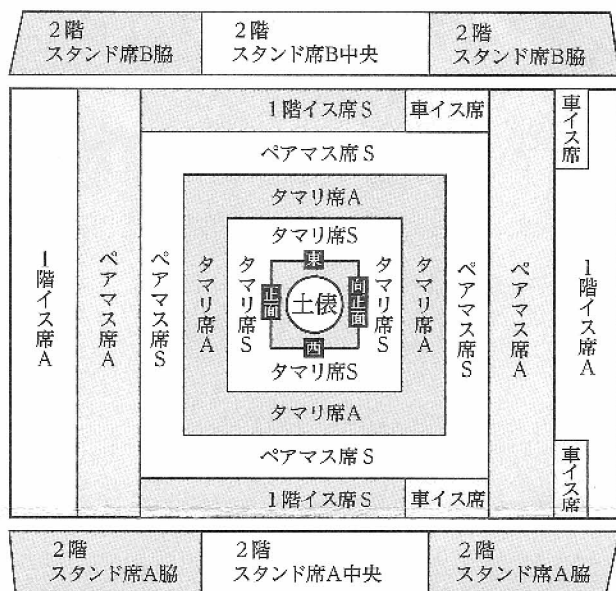 2階
スタンド席B脇
2階
スタンド席B中央
2階
スタンド席B脇
1階イス席S
車イス席
車イス席
ペアマス席S
タマリ席A
タマリ席S
1階イス席A
ペアマス席A
ペアマス席S
タマリ席A
タマリ席S
正面
東
土俵
西
向正面
タマリ席S
タマリ席A
ペアマス席S
ペアマス席A
1階イス席A
タマリ席S
タマリ席A
ペアマス席S
1階イス席S
車イス席
車イス席
2階
スタンド席A脇
2階
スタンド席A中央
2階
スタンド席A脇